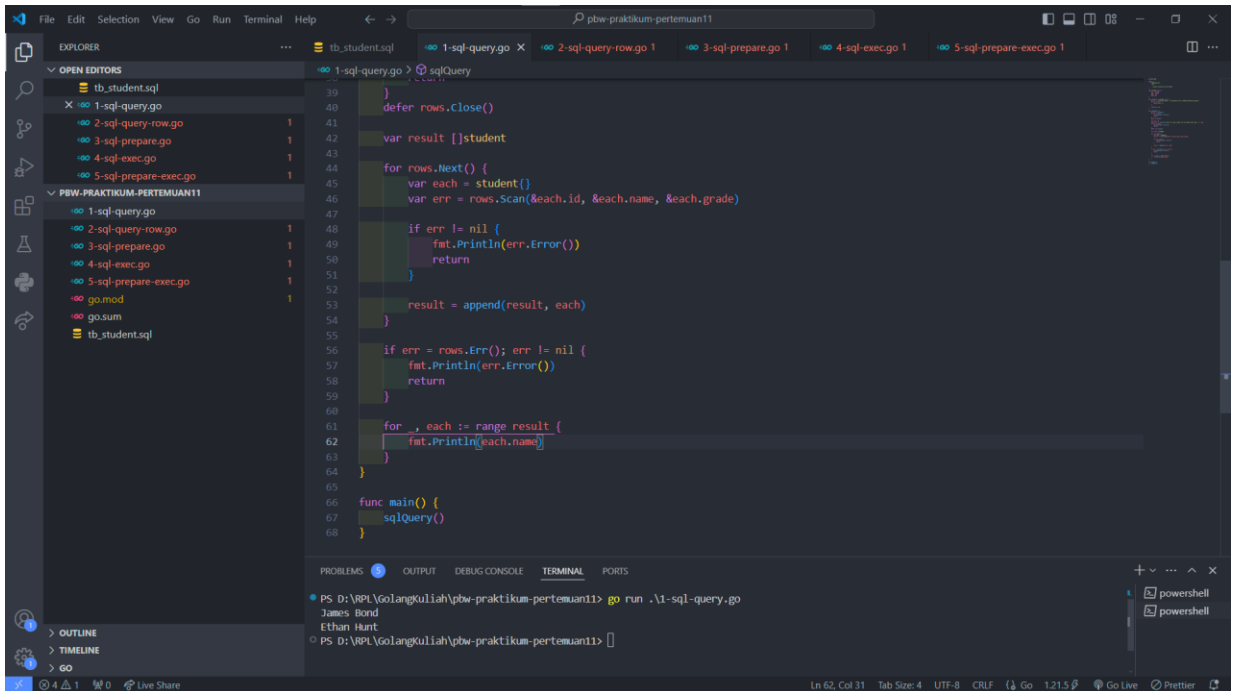 File Edit Selection View Go Run Terminal Help
pbw-praktikum-pertemuan11
EXPLORER
OPEN EDITORS
tb_student.sql
1-sql-query.go
2-sql-query-row.go 1
3-sql-prepare.go 1
4-sql-exec.go 1
5-sql-prepare-exec.go 1
PBW-PRAKTIKUM-PERTEMUAN11
1-sql-query.go
2-sql-query-row.go 1
3-sql-prepare.go 1
4-sql-exec.go 1
5-sql-prepare-exec.go 1
go.mod 1
go.sum
tb_student.sql
OUTLINE
TIMELINE
GO
tb_student.sql 1-sql-query.go 2-sql-query-row.go 1 3-sql-prepare.go 1 4-sql-exec.go 1 5-sql-prepare-exec.go 1
1-sql-query.go > sqlQuery
39 }
40 defer rows.Close()
41
42 var result []student
43
44 for rows.Next() {
45 var each = student{}
46 var err = rows.Scan(&each.id, &each.name, &each.grade)
47
48 if err != nil {
49 fmt.Println(err.Error())
50 return
51 }
52
53 result = append(result, each)
54 }
55
56 if err = rows.Err(); err != nil {
57 fmt.Println(err.Error())
58 return
59 }
60
61 for _, each := range result {
62 fmt.Println(each.name)
63 }
64 }
65
66 func main() {
67 sqlQuery()
68 }
PROBLEMS 5 OUTPUT DEBUG CONSOLE TERMINAL PORTS
PS D:\RPL\GolangKuliah\pbw-praktikum-pertemuan11> go run .\1-sql-query.go
James Bond
Ethan Hunt
PS D:\RPL\GolangKuliah\pbw-praktikum-pertemuan11>
powershell
powershell
4 1 0 Live Share Ln 62, Col 31 Tab Size: 4 UTF-8 CRLF Go 1.21.5 Go Live Prettier